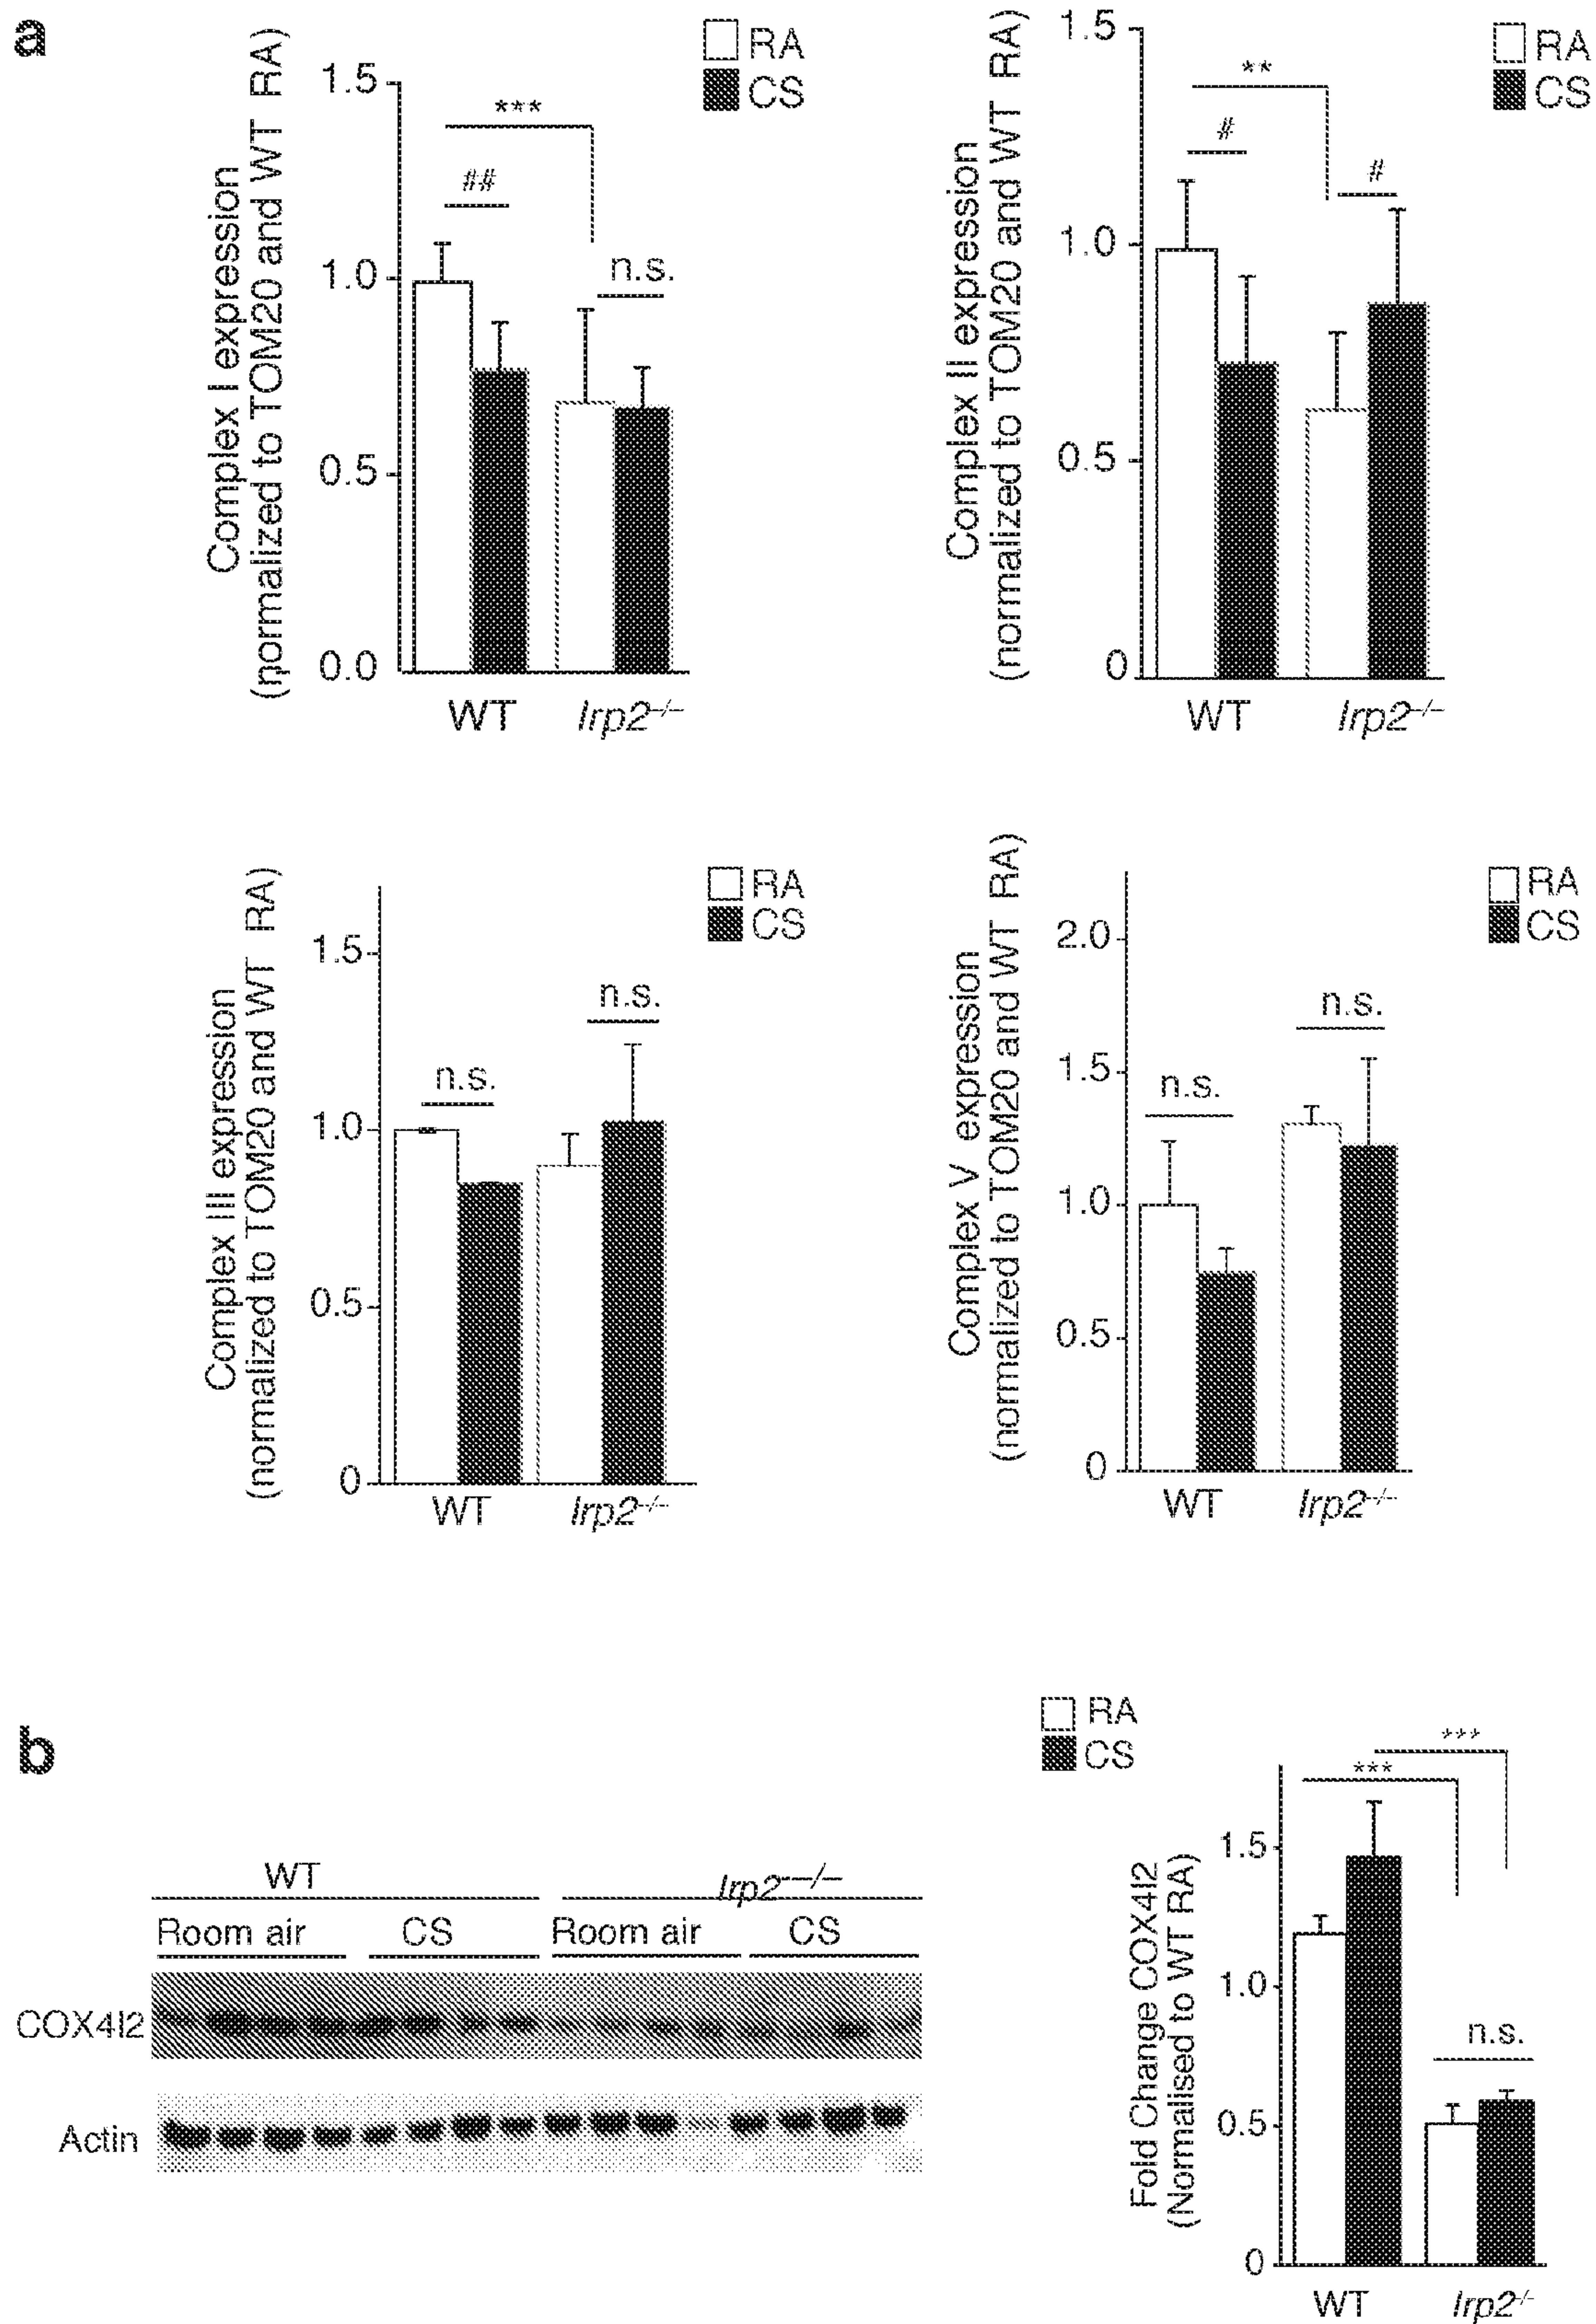 a
Complex I expression
(normalized to TOM20 and WT RA)
RA
CS
1.5
1.0
0.5
0.0
***
##
n.s.
WT Irp2-/-
Complex II expression
(normalized to TOM20 and WT RA)
RA
CS
1.5
1.0
0.5
0
**
#
#
WT Irp2-/-
Complex III expression
(normalized to TOM20 and WT RA)
RA
CS
1.5
1.0
0.5
0
n.s.
n.s.
WT Irp2-/-
Complex V expression
(normalized to TOM20 and WT RA)
RA
CS
2.0
1.5
1.0
0.5
0
n.s.
n.s.
WT Irp2-/-
b
WT Irp2-/-
Room air CS Room air CS
COX4I2
Actin
RA
CS
Fold Change COX4I2
(Normalised to WT RA)
1.5
1.0
0.5
0
***
***
n.s.
WT Irp2-/-